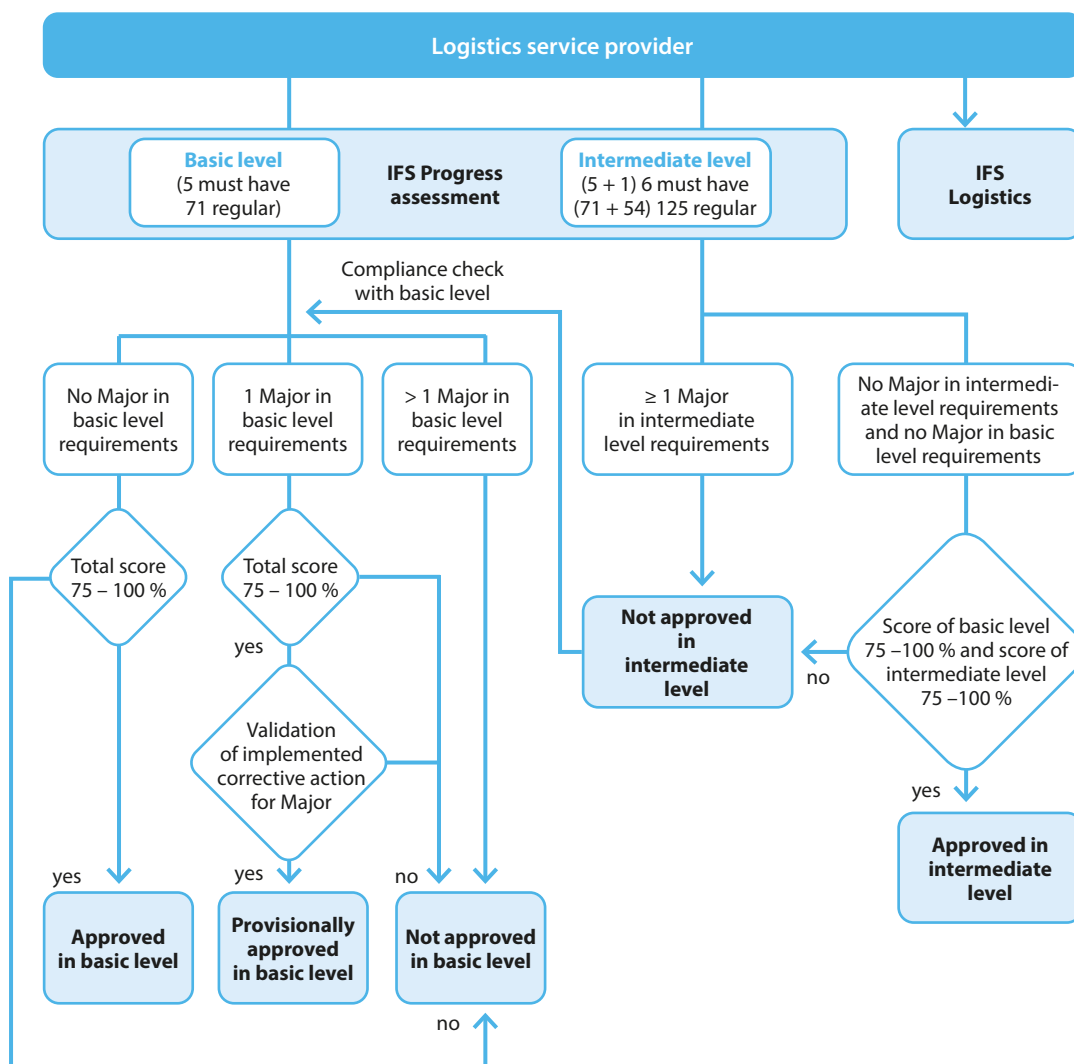 Logistics service provider
Basic level
(5 must have
71 regular)
IFS Progress
assessment
Intermediate level
(5 + 1) 6 must have
(71 + 54) 125 regular
IFS
Logistics
Compliance check
with basic level
No Major in
basic level
requirements
1 Major in
basic level
requirements
> 1 Major in
basic level
requirements
≥ 1 Major
in intermediate
level requirements
No Major in intermedi-
ate level requirements
and no Major in basic
level requirements
Total score
75 – 100 %
Total score
75 – 100 %
yes
Not approved
in
intermediate
level
no
Score of basic level
75 –100 % and score of
intermediate level
75 –100 %
Validation
of implemented
corrective action
for Major
yes
Approved in
intermediate
level
yes
yes
no
Approved
in basic level
Provisionally
approved
in basic level
Not approved
in basic level
no